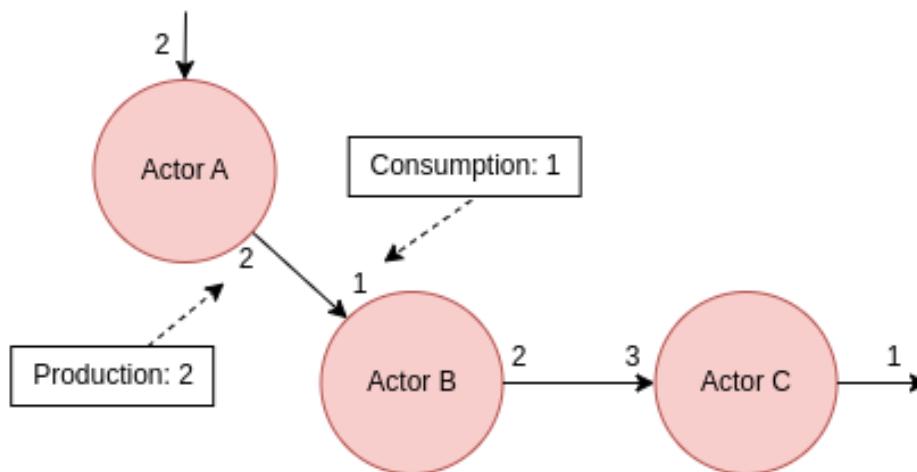 2
Actor A
Consumption: 1
2
1
Production: 2
Actor B
2
3
Actor C
1